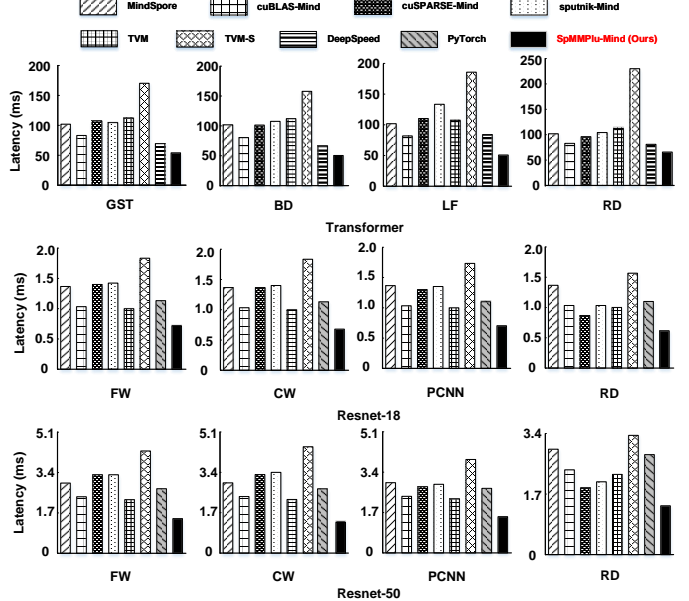 MindSpore cuBLAS-Mind cuSPARSE-Mind sputnik-Mind
TVM TVM-S DeepSpeed PyTorch SpMMPlu-Mind (Ours)
Latency (ms)
200 150 100 50 0
GST
200 150 100 50 0
BD
200 150 100 50 0
LF
250 200 150 100 50 0
RD
Transformer
Latency (ms)
2.0 1.5 1.0 0.5 0
FW
2.0 1.5 1.0 0.5 0
CW
2.0 1.5 1.0 0.5 0
PCNN
2.0 1.5 1.0 0.5 0
RD
Resnet-18
Latency (ms)
5.1 3.4 1.7 0
FW
5.1 3.4 1.7 0
CW
5.1 3.4 1.7 0
PCNN
3.4 1.7 0
RD
Resnet-50